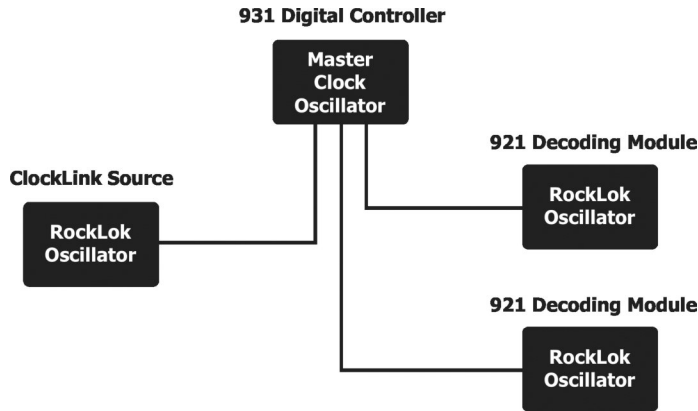 931 Digital Controller
Master
Clock
Oscillator
921 Decoding Module
RockLok
Oscillator
ClockLink Source
RockLok
Oscillator
921 Decoding Module
RockLok
Oscillator